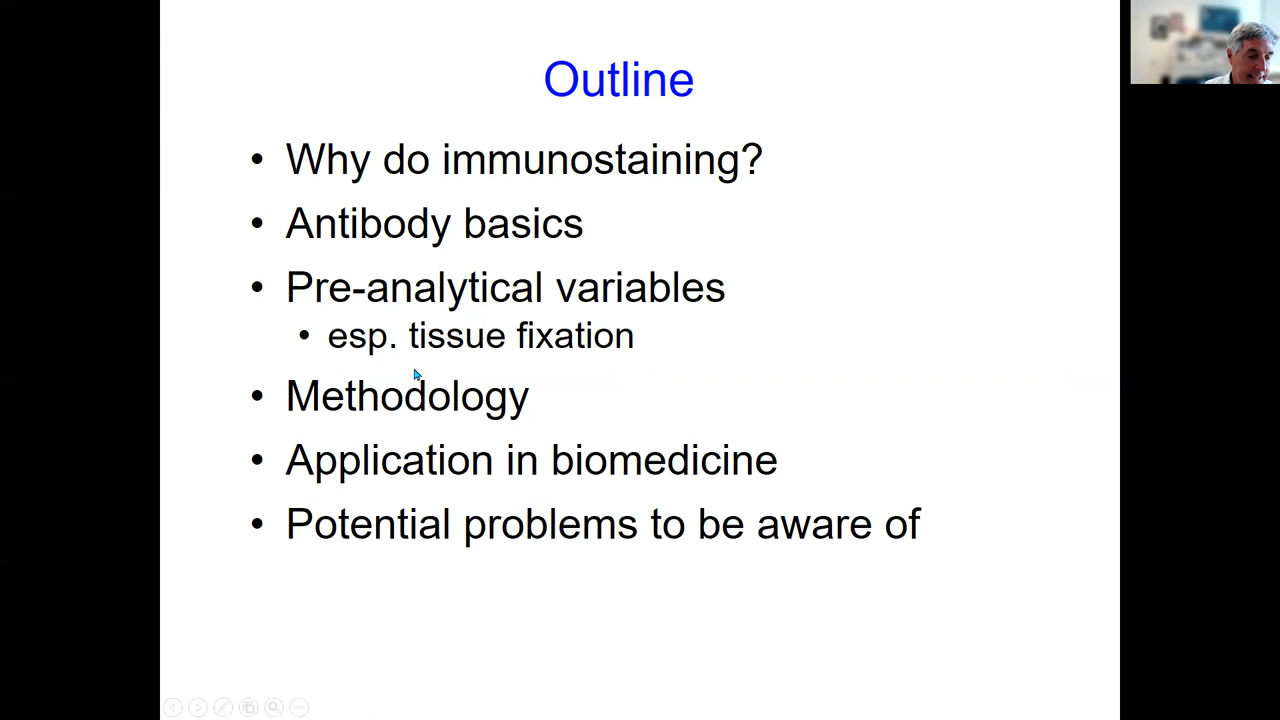 Outline
• Why do immunostaining?
• Antibody basics
• Pre-analytical variables
• esp. tissue fixation
• Methodology
• Application in biomedicine
• Potential problems to be aware of